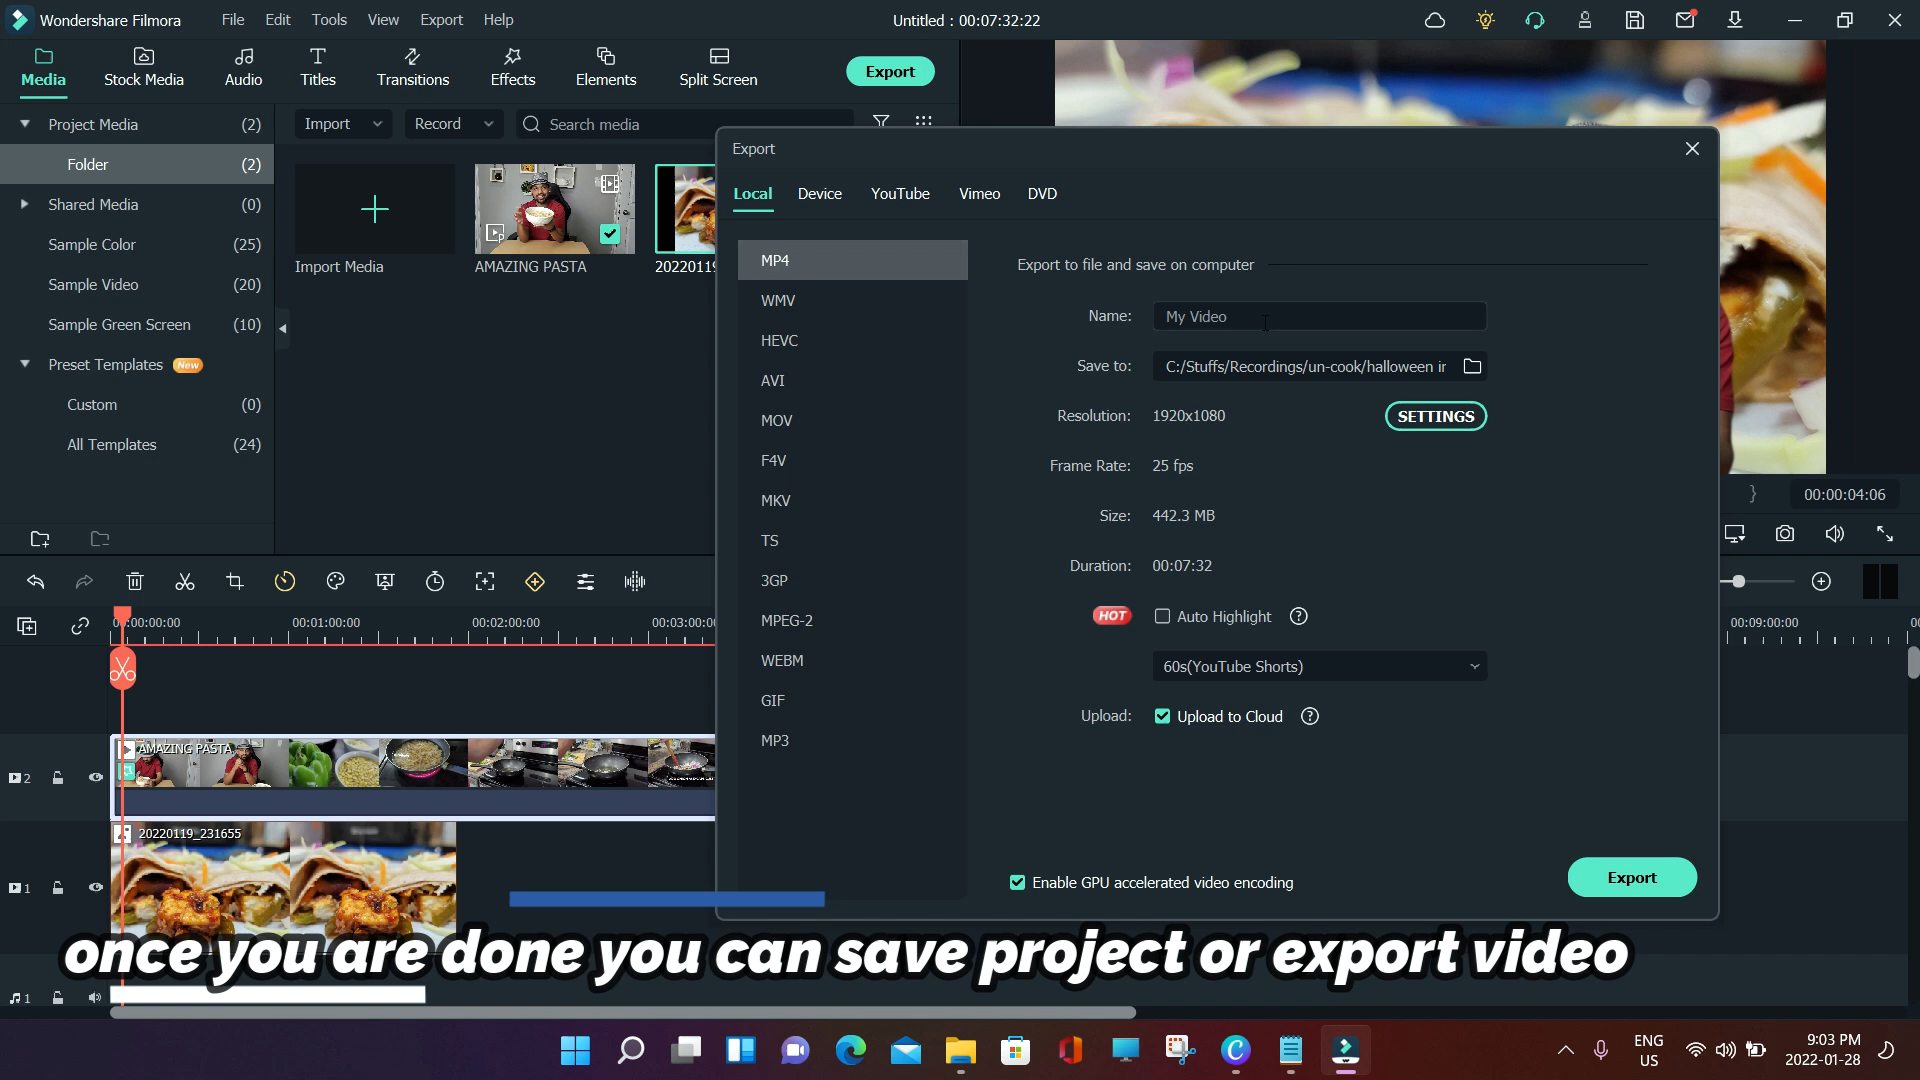 Wondershare Filmora File Edit Tools View Export Help Untitled : 00:07:32:22
Media Stock Media Audio Titles Transitions Effects Elements Split Screen Export
Project Media (2)
Folder (2)
Shared Media (0)
Sample Color (25)
Sample Video (20)
Sample Green Screen (10)
Preset Templates New
Custom (0)
All Templates (24)
Import Record Search media
Import Media AMAZING PASTA 20220119
Export
Local Device YouTube Vimeo DVD
MP4
WMV
HEVC
AVI
MOV
F4V
MKV
TS
3GP
MPEG-2
WEBM
GIF
MP3
Export to file and save on computer
Name: My Video
Save to: C:/Stuffs/Recordings/un-cook/halloween ir
Resolution: 1920x1080 SETTINGS
Frame Rate: 25 fps
Size: 442.3 MB
Duration: 00:07:32
HOT Auto Highlight ?
60s(YouTube Shorts)
Upload: Upload to Cloud ?
Enable GPU accelerated video encoding Export
} 00:00:04:06
00:00:00 00:01:00:00 00:02:00:00 00:03:00:0 00:09:00:00
AMAZING PASTA
2
20220119_231655
1
once you are done you can save project or export video
1
ENG
US
9:03 PM
2022-01-28